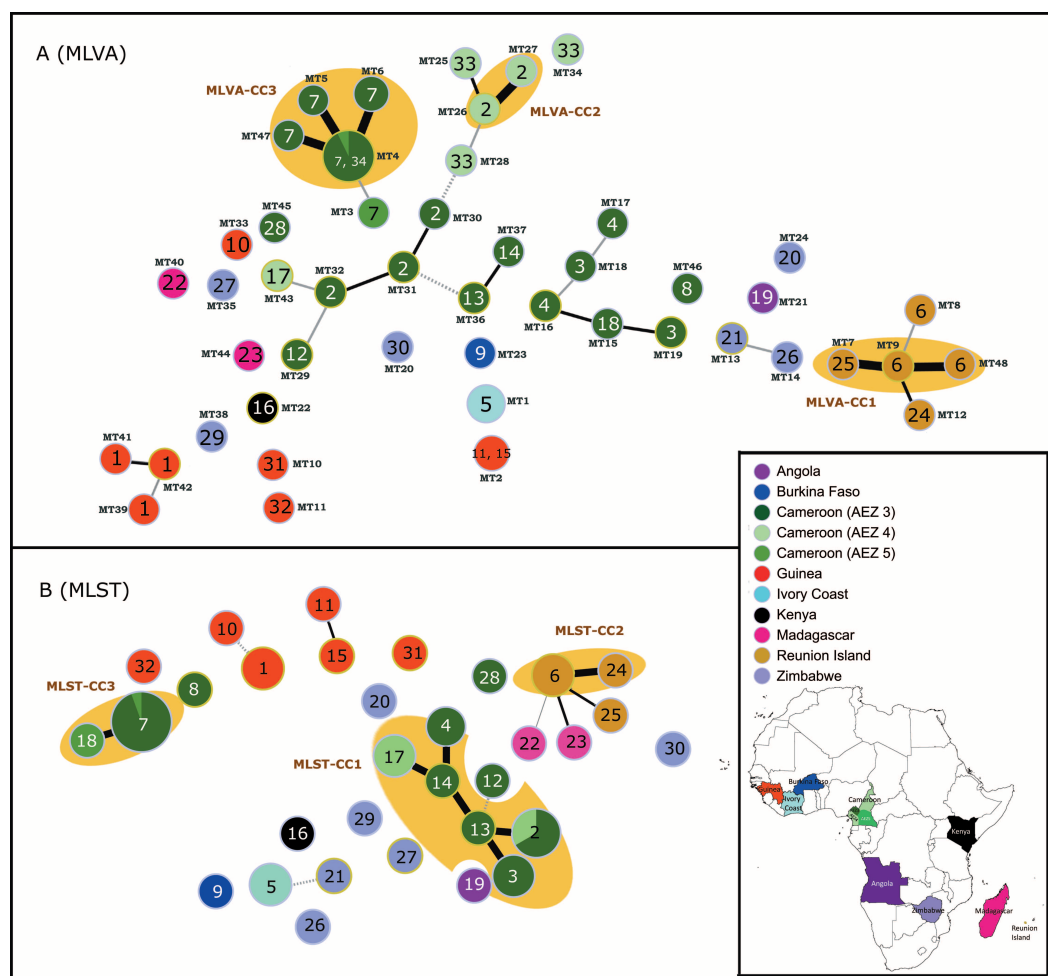 A (MLVA)
MLVA-CC3
MT5
MT6
7
7
MT47
7
7, 34
MT4
MT3
7
MT25
33
MT27
2
33
MT34
MT26
2
MLVA-CC2
33
MT28
MT45
28
MT33
10
MT40
22
27
MT35
17
MT43
MT32
2
2
MT30
2
MT31
MT37
14
13
MT36
MT17
4
3
MT18
4
MT16
18
MT15
3
MT19
MT46
8
MT24
20
19
MT21
21
MT13
26
MT14
6
MT8
MT7
25
MT9
6
6
MT48
24
MT12
MLVA-CC1
MT44
23
12
MT29
30
MT20
9
MT23
5
MT1
11, 15
MT2
16
MT22
MT38
29
MT41
1
1
MT42
MT39
1
31
MT10
32
MT11
B (MLST)
10
1
11
15
31
32
MLST-CC3
8
7
18
MLST-CC2
28
6
24
25
22
23
30
20
MLST-CC1
4
17
14
12
13
2
3
19
29
27
16
9
5
21
26
Angola
Burkina Faso
Cameroon (AEZ 3)
Cameroon (AEZ 4)
Cameroon (AEZ 5)
Guinea
Ivory Coast
Kenya
Madagascar
Reunion Island
Zimbabwe
Burkina Faso
Guinea
Ivory
Coast
Cameroon
Kenya
Angola
Zimbabwe
Madagascar
Reunion
Island